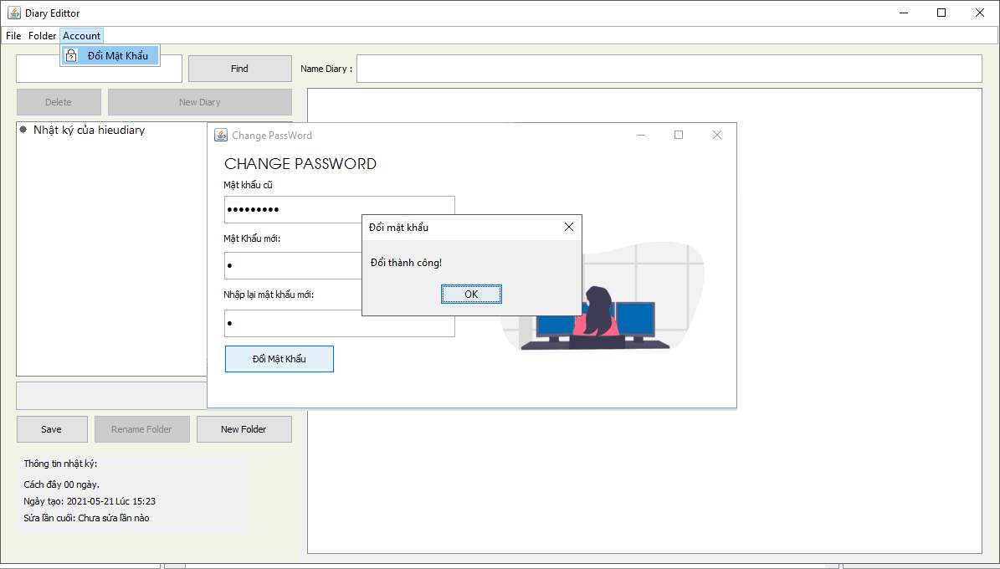 Diary Edittor
File Folder Account
Đổi Mật Khẩu
Find
Name Diary :
Delete
New Diary
Nhật ký của hieudiary
Change PassWord
CHANGE PASSWORD
Mật khẩu cũ
•••••••••
Mật Khẩu mới:
•
Nhập lại mật khẩu mới:
•
Đổi Mật Khẩu
Đổi mật khẩu
Đổi thành công!
OK
Save
Rename Folder
New Folder
Thông tin nhật ký:
Cách đây 00 ngày.
Ngày tạo: 2021-05-21 Lúc 15:23
Sửa lần cuối: Chưa sửa lần nào